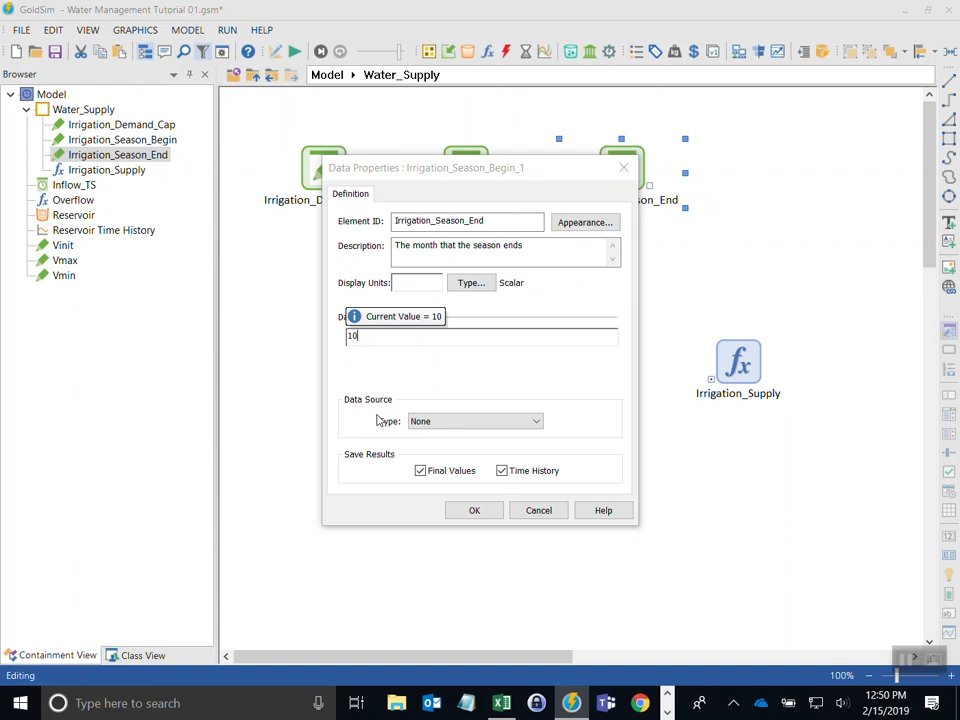 GoldSim - Water Management Tutorial 01.gsm*
FILE EDIT VIEW GRAPHICS MODEL RUN HELP
Browser
Model Water_Supply
Model
Water_Supply
Irrigation_Demand_Cap
Irrigation_Season_Begin
Irrigation_Season_End
Irrigation_Supply
Inflow_TS
Overflow
Reservoir
Reservoir Time History
Vinit
Vmax
Vmin
Irrigation_D
_End
Data Properties : Irrigation_Season_Begin_1
Definition
Element ID: Irrigation_Season_End Appearance...
Description: The month that the season ends
Display Units: Type... Scalar
Current Value = 10
10
Data Source
Type: None
Save Results
Final Values Time History
OK Cancel Help
fx
Irrigation_Supply
Containment View Class View
Editing 100%
Type here to search
12:50 PM
2/15/2019